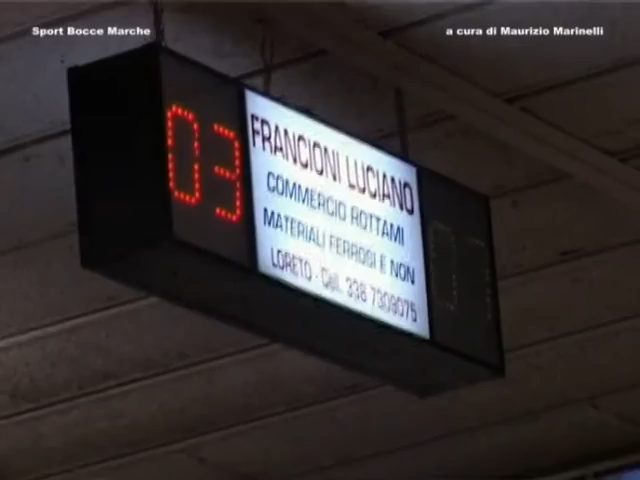 Sport Bocce Marche
a cura di Maurizio Marinelli
03
FRANCIONI LUCIANO
COMMERCIO ROTTAMI
MATERIALI FERROSI E NON
LORETO - Cell. 338 7309075